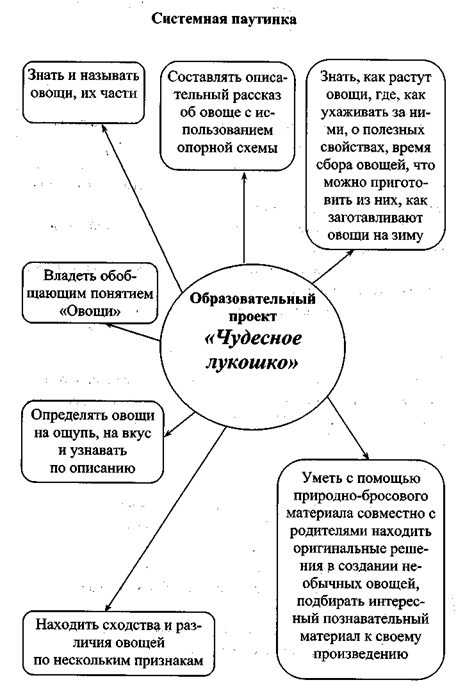 Системная паутинка
Знать и называть
овощи, их части
Составлять описа-
тельный рассказ
об овоще с ис-
пользованием
опорной схемы
Знать, как растут
овощи, где, как
ухаживать за ни-
ми, о полезных
свойствах, время
сбора овощей, что
можно пригото-
вить из них, как
заготавливают
овощи на зиму
Владеть обоб-
щающим понятием
«Овощи»
Образовательный
проект
«Чудесное
лукошко»
Определять овощи
на ощупь, на вкус
и узнавать
по описанию
Уметь с помощью
природно-бросового
материала совместно с
родителями находить
оригинальные реше-
ния в создании не-
обычных овощей,
подбирать интерес-
ный познавательный
материал к своему
произведению
Находить сходства и раз-
личия овощей
по нескольким признакам